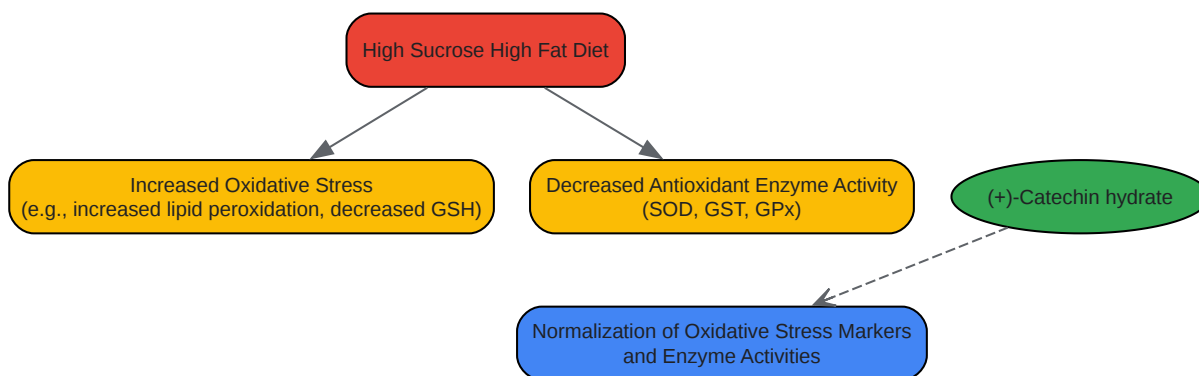 High Sucrose High Fat Diet
Increased Oxidative Stress
(e.g., increased lipid peroxidation, decreased GSH)
Decreased Antioxidant Enzyme Activity
(SOD, GST, GPx)
(+)-Catechin hydrate
Normalization of Oxidative Stress Markers
and Enzyme Activities